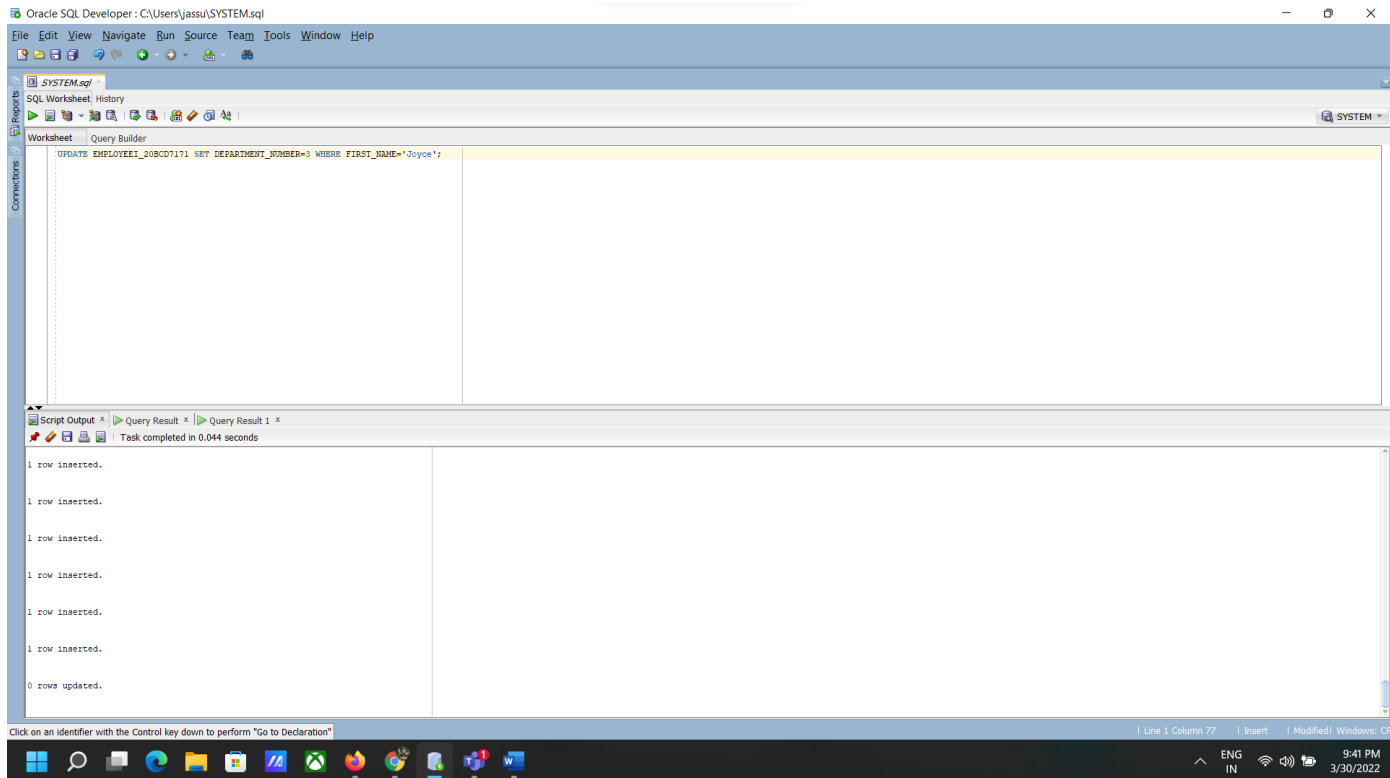 Oracle SQL Developer : C:\Users\jassu\SYSTEM.sql
File Edit View Navigate Run Source Team Tools Window Help
SYSTEM.sql
SQL Worksheet History
SYSTEM
Worksheet Query Builder
Reports
Connections
UPDATE EMPLOYEEI_20BCD7171 SET DEPARTMENT_NUMBER=3 WHERE FIRST_NAME='Joyce';
Script Output x Query Result x Query Result 1 x
Task completed in 0.044 seconds
1 row inserted.
1 row inserted.
1 row inserted.
1 row inserted.
1 row inserted.
1 row inserted.
0 rows updated.
Click on an identifier with the Control key down to perform "Go to Declaration"
Line 1 Column 77 Insert Modified Windows: CR
ENG
IN
9:41 PM
3/30/2022
1